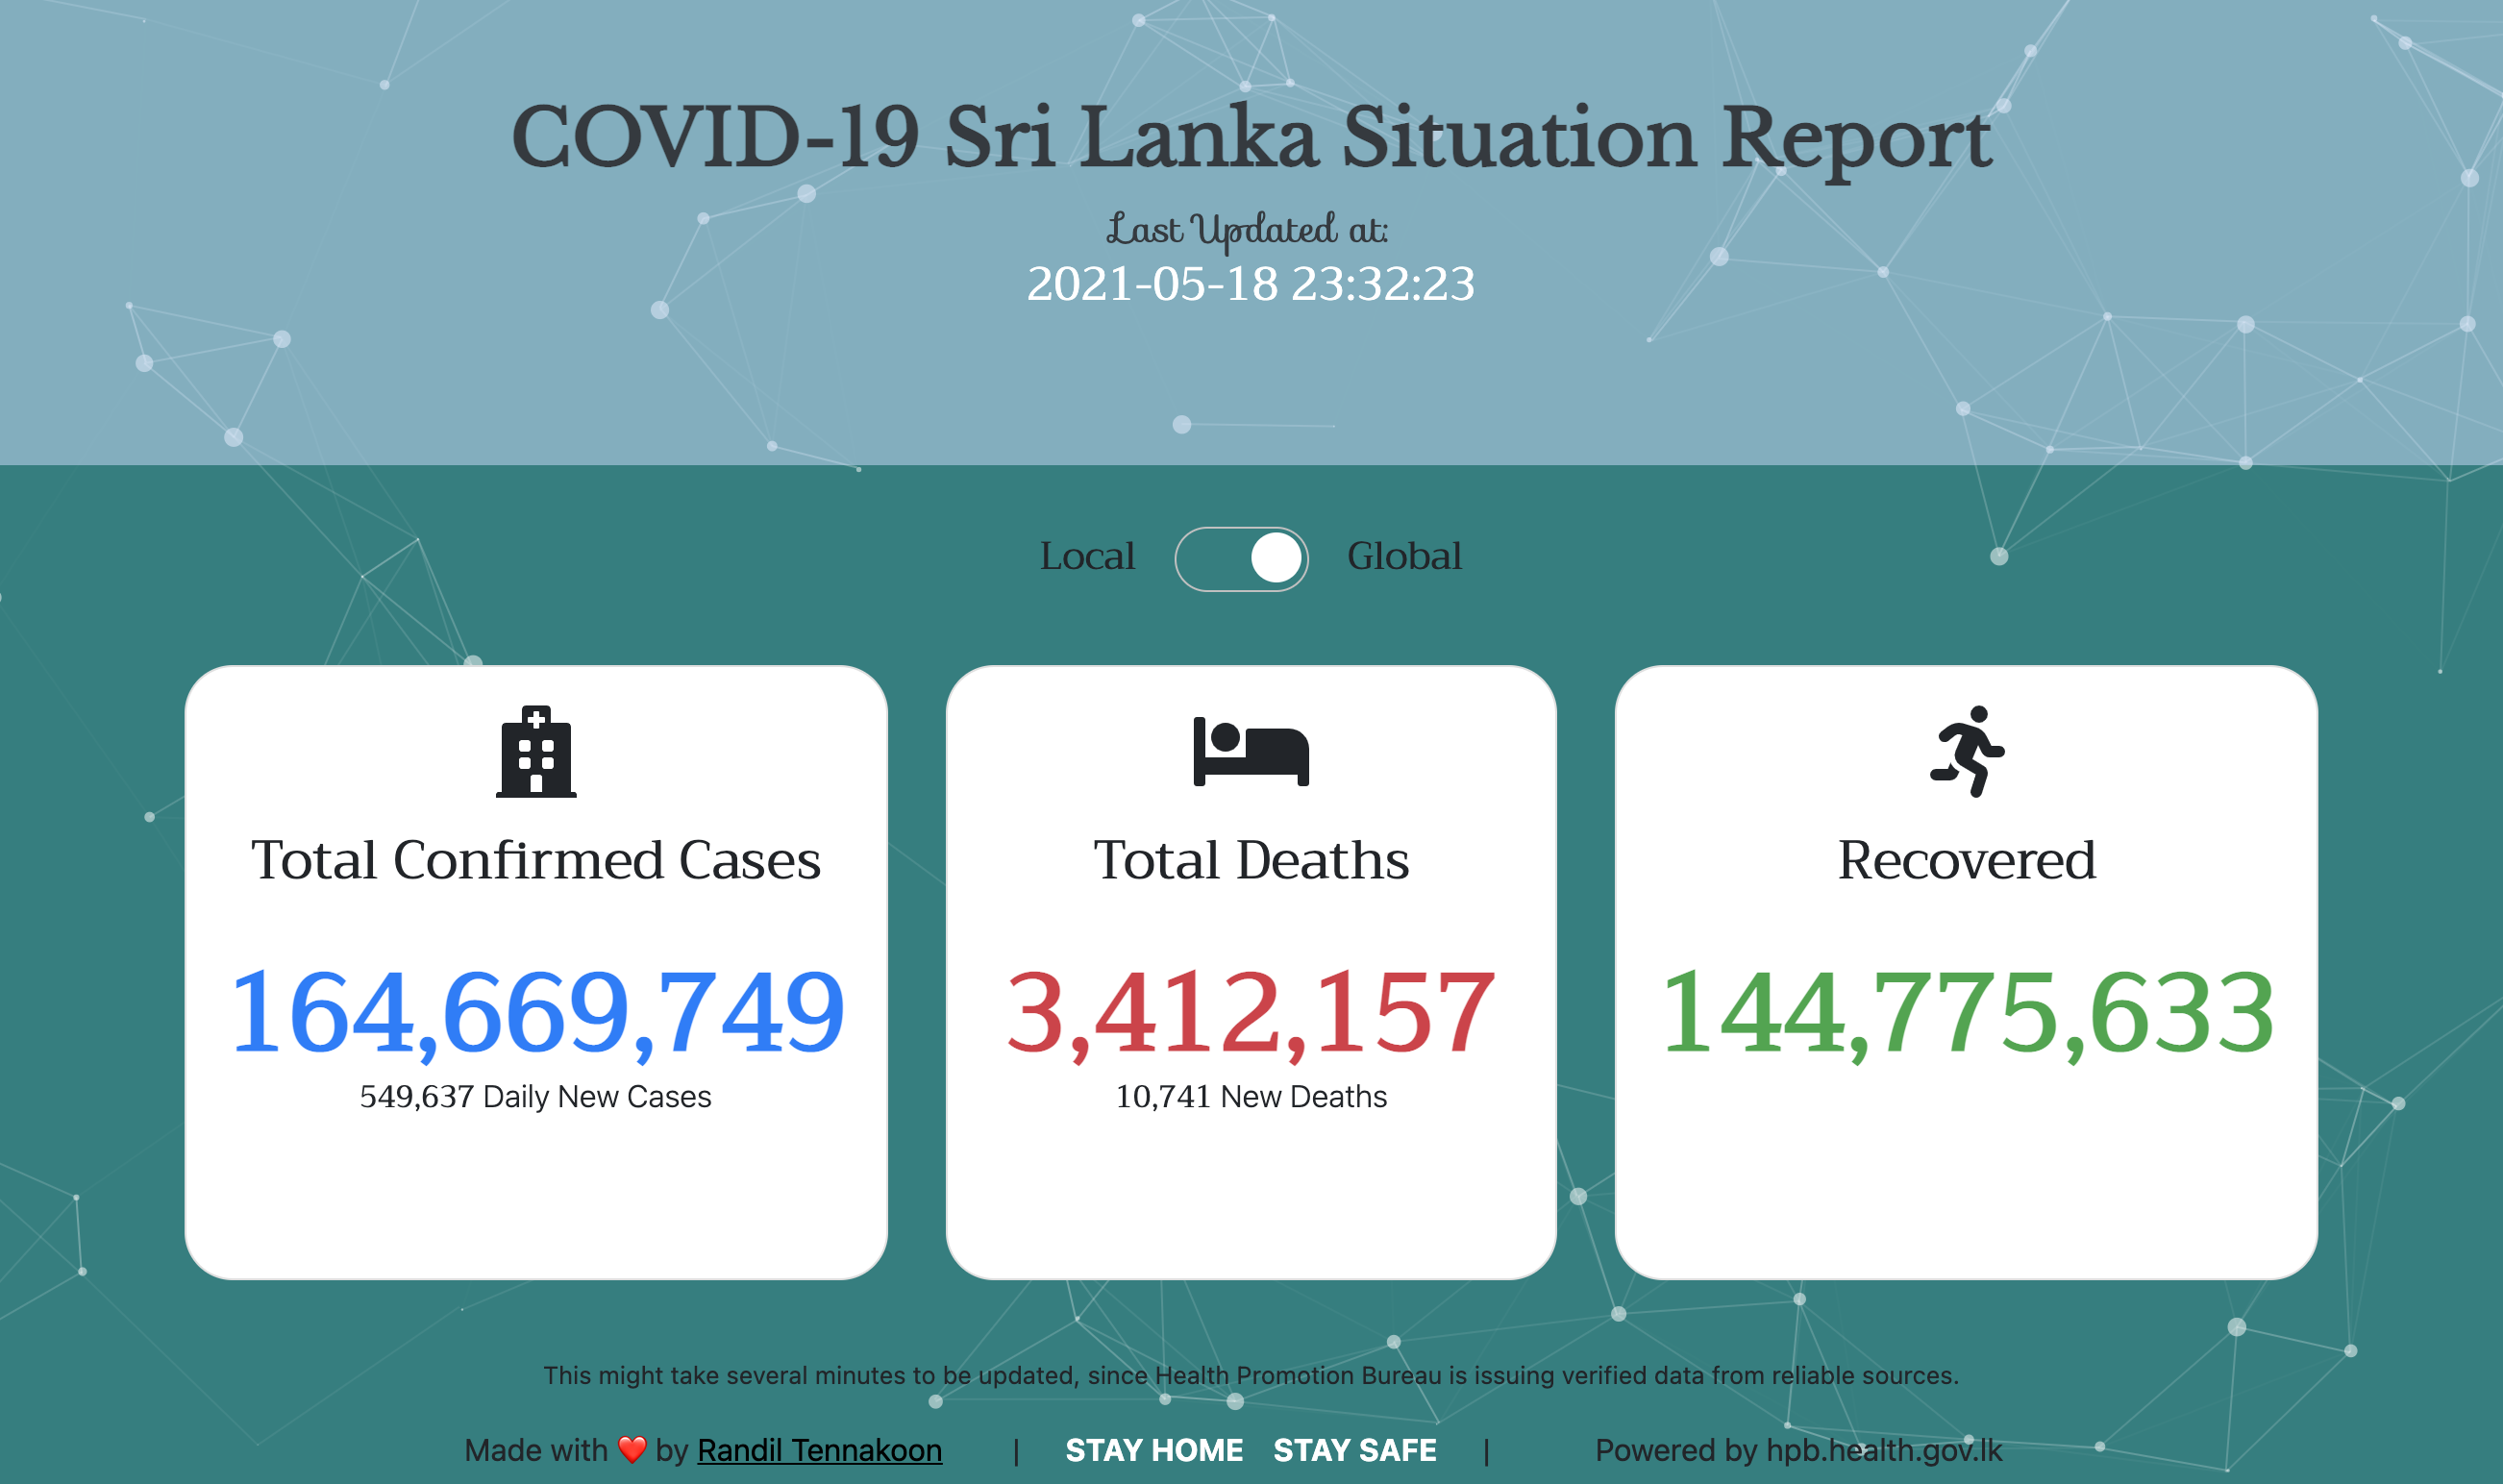 COVID-19 Sri Lanka Situation Report
Last Updated at:
2021-05-18 23:32:23
Local Global
Total Confirmed Cases
164,669,749
549,637 Daily New Cases
Total Deaths
3,412,157
10,741 New Deaths
Recovered
144,775,633
This might take several minutes to be updated, since Health Promotion Bureau is issuing verified data from reliable sources.
Made with ❤️ by Randil Tennakoon | STAY HOME STAY SAFE | Powered by hpb.health.gov.lk